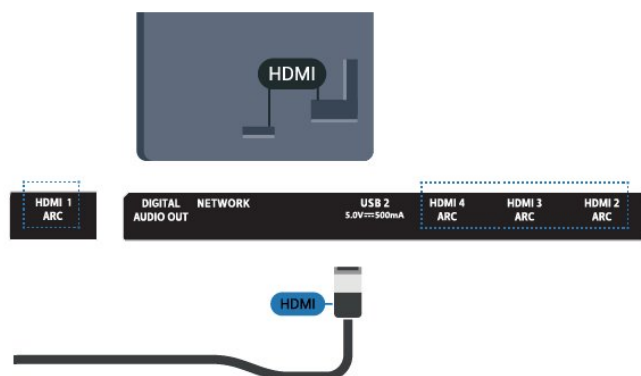 HDMI
HDMI 1
ARC
DIGITAL
AUDIO OUT
NETWORK
USB 2
5.0V⎓500mA
HDMI 4
ARC
HDMI 3
ARC
HDMI 2
ARC
HDMI